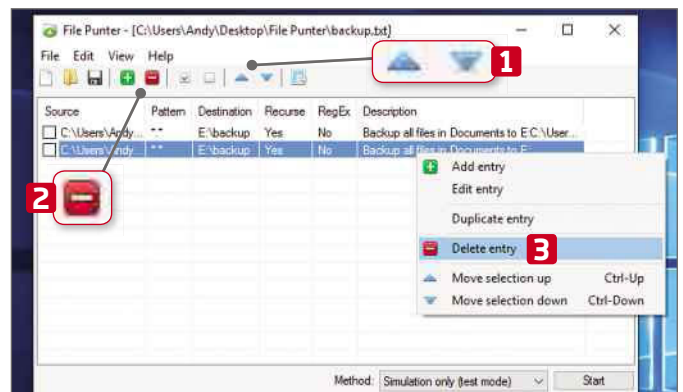 File Punter - [C:\Users\Andy\Desktop\File Punter\backup.txt]
File Edit View Help
1
Source Pattern Destination Recurse RegEx Description
C:\Users\Andy... *.* E:\backup Yes No Backup all files in Documents to E:C:\User...
C:\Users\Andy... *.* E:\backup Yes No Backup all files in Documents to E:
2
Add entry
Edit entry
Duplicate entry
Delete entry 3
Move selection up Ctrl-Up
Move selection down Ctrl-Down
Method: Simulation only (test mode) Start